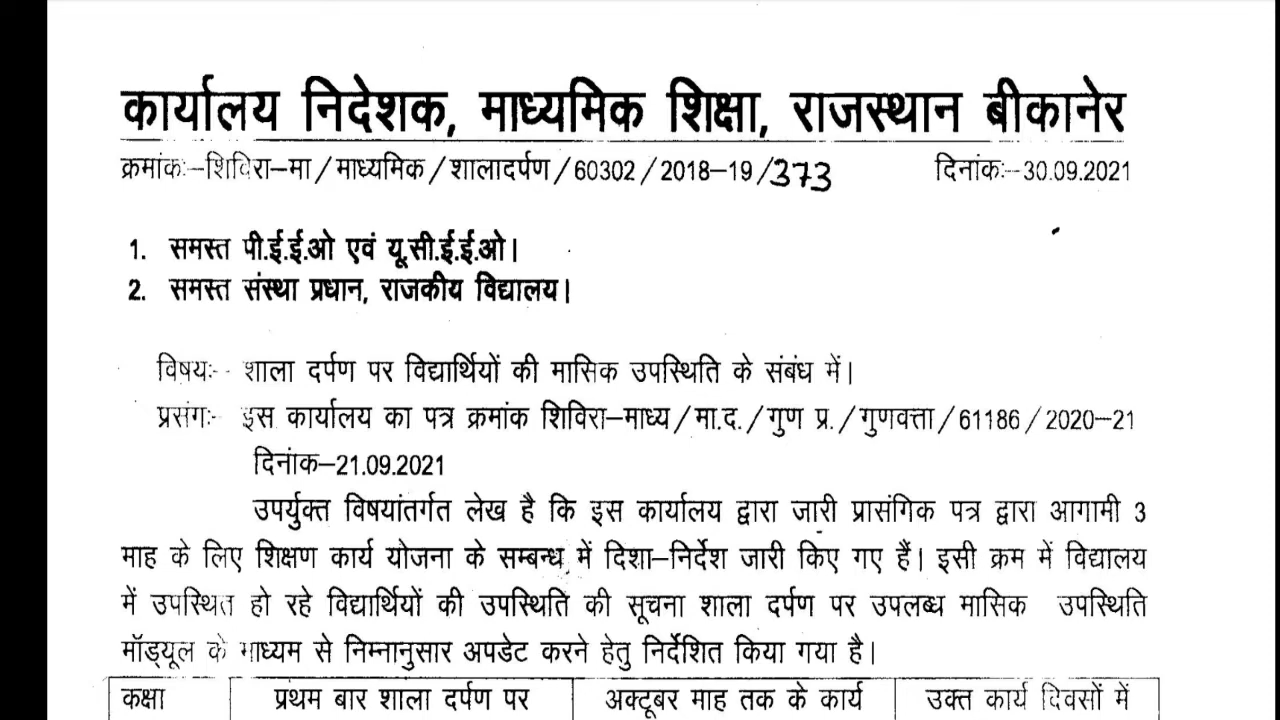 कार्यालय निदेशक, माध्यमिक शिक्षा, राजस्थान बीकानेर
क्रमांकः–शिविरा–मा/माध्यमिक/शालादर्पण/60302/2018–19/373 दिनांकः–30.09.2021
1. समस्त पी.ई.ई.ओ एवं यू.सी.ई.ई.ओ।
2. समस्त संस्था प्रधान, राजकीय विद्यालय।
विषयः– शाला दर्पण पर विद्यार्थियों की मासिक उपस्थिति के संबंध में।
प्रसंगः– इस कार्यालय का पत्र क्रमांक शिविरा–माध्य/मा.द./गुण प्र./गुणवत्ता/61186/2020–21
दिनांक–21.09.2021
उपर्युक्त विषयांतर्गत लेख है कि इस कार्यालय द्वारा जारी प्रासंगिक पत्र द्वारा आगामी 3
माह के लिए शिक्षण कार्य योजना के सम्बन्ध में दिशा–निर्देश जारी किए गए हैं। इसी क्रम में विद्यालय
में उपस्थित हो रहे विद्यार्थियों की उपस्थिति की सूचना शाला दर्पण पर उपलब्ध मासिक उपस्थिति
मॉड्यूल के माध्यम से निम्नानुसार अपडेट करने हेतु निर्देशित किया गया है।
कक्षा प्रथम बार शाला दर्पण पर अक्टूबर माह तक के कार्य उक्त कार्य दिवसों में